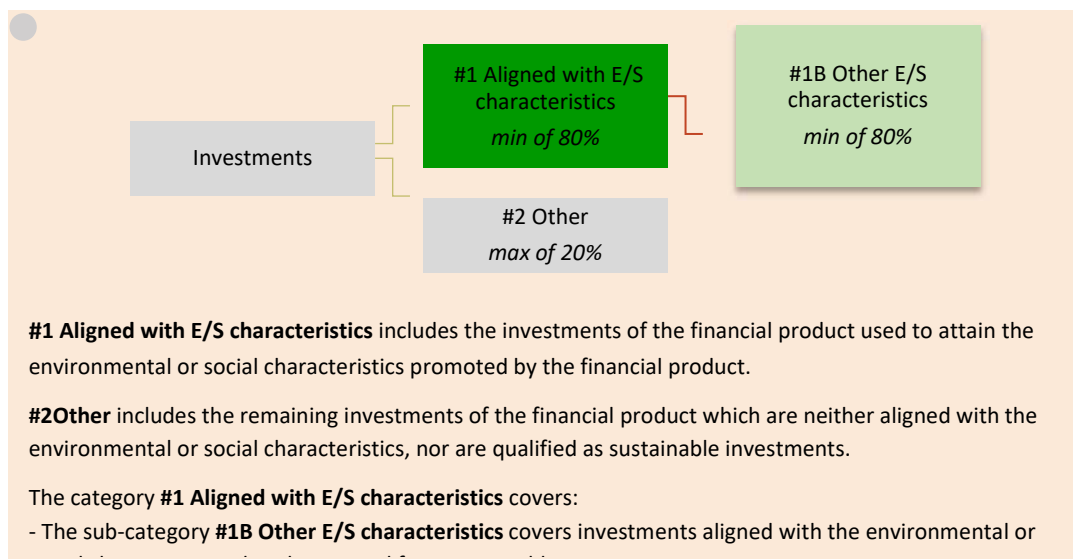 #1 Aligned with E/S
characteristics
min of 80%
#1B Other E/S
characteristics
min of 80%
Investments
#2 Other
max of 20%
#1 Aligned with E/S characteristics includes the investments of the financial product used to attain the
environmental or social characteristics promoted by the financial product.
#2Other includes the remaining investments of the financial product which are neither aligned with the
environmental or social characteristics, nor are qualified as sustainable investments.
The category #1 Aligned with E/S characteristics covers:
- The sub-category #1B Other E/S characteristics covers investments aligned with the environmental or